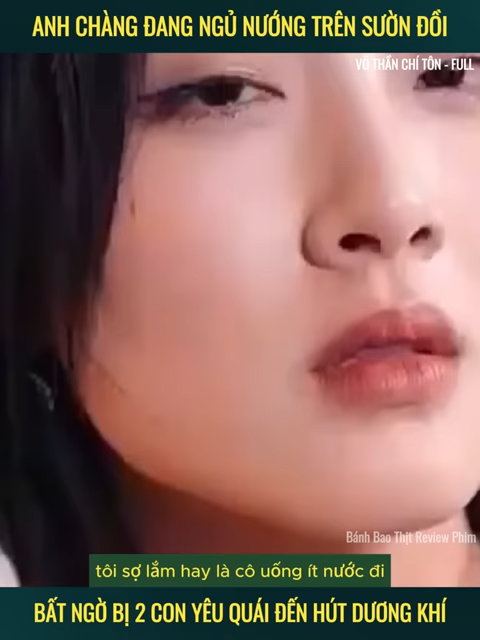 ANH CHÀNG ĐANG NGỦ NƯỚNG TRÊN SƯỜN ĐỒI
VÕ THẦN CHÍ TÔN - FULL
Bánh Bao Thịt Review Phim
tôi sợ lắm hay là cô uống ít nước đi
BẤT NGỜ BỊ 2 CON YÊU QUÁI ĐẾN HÚT DƯƠNG KHÍ